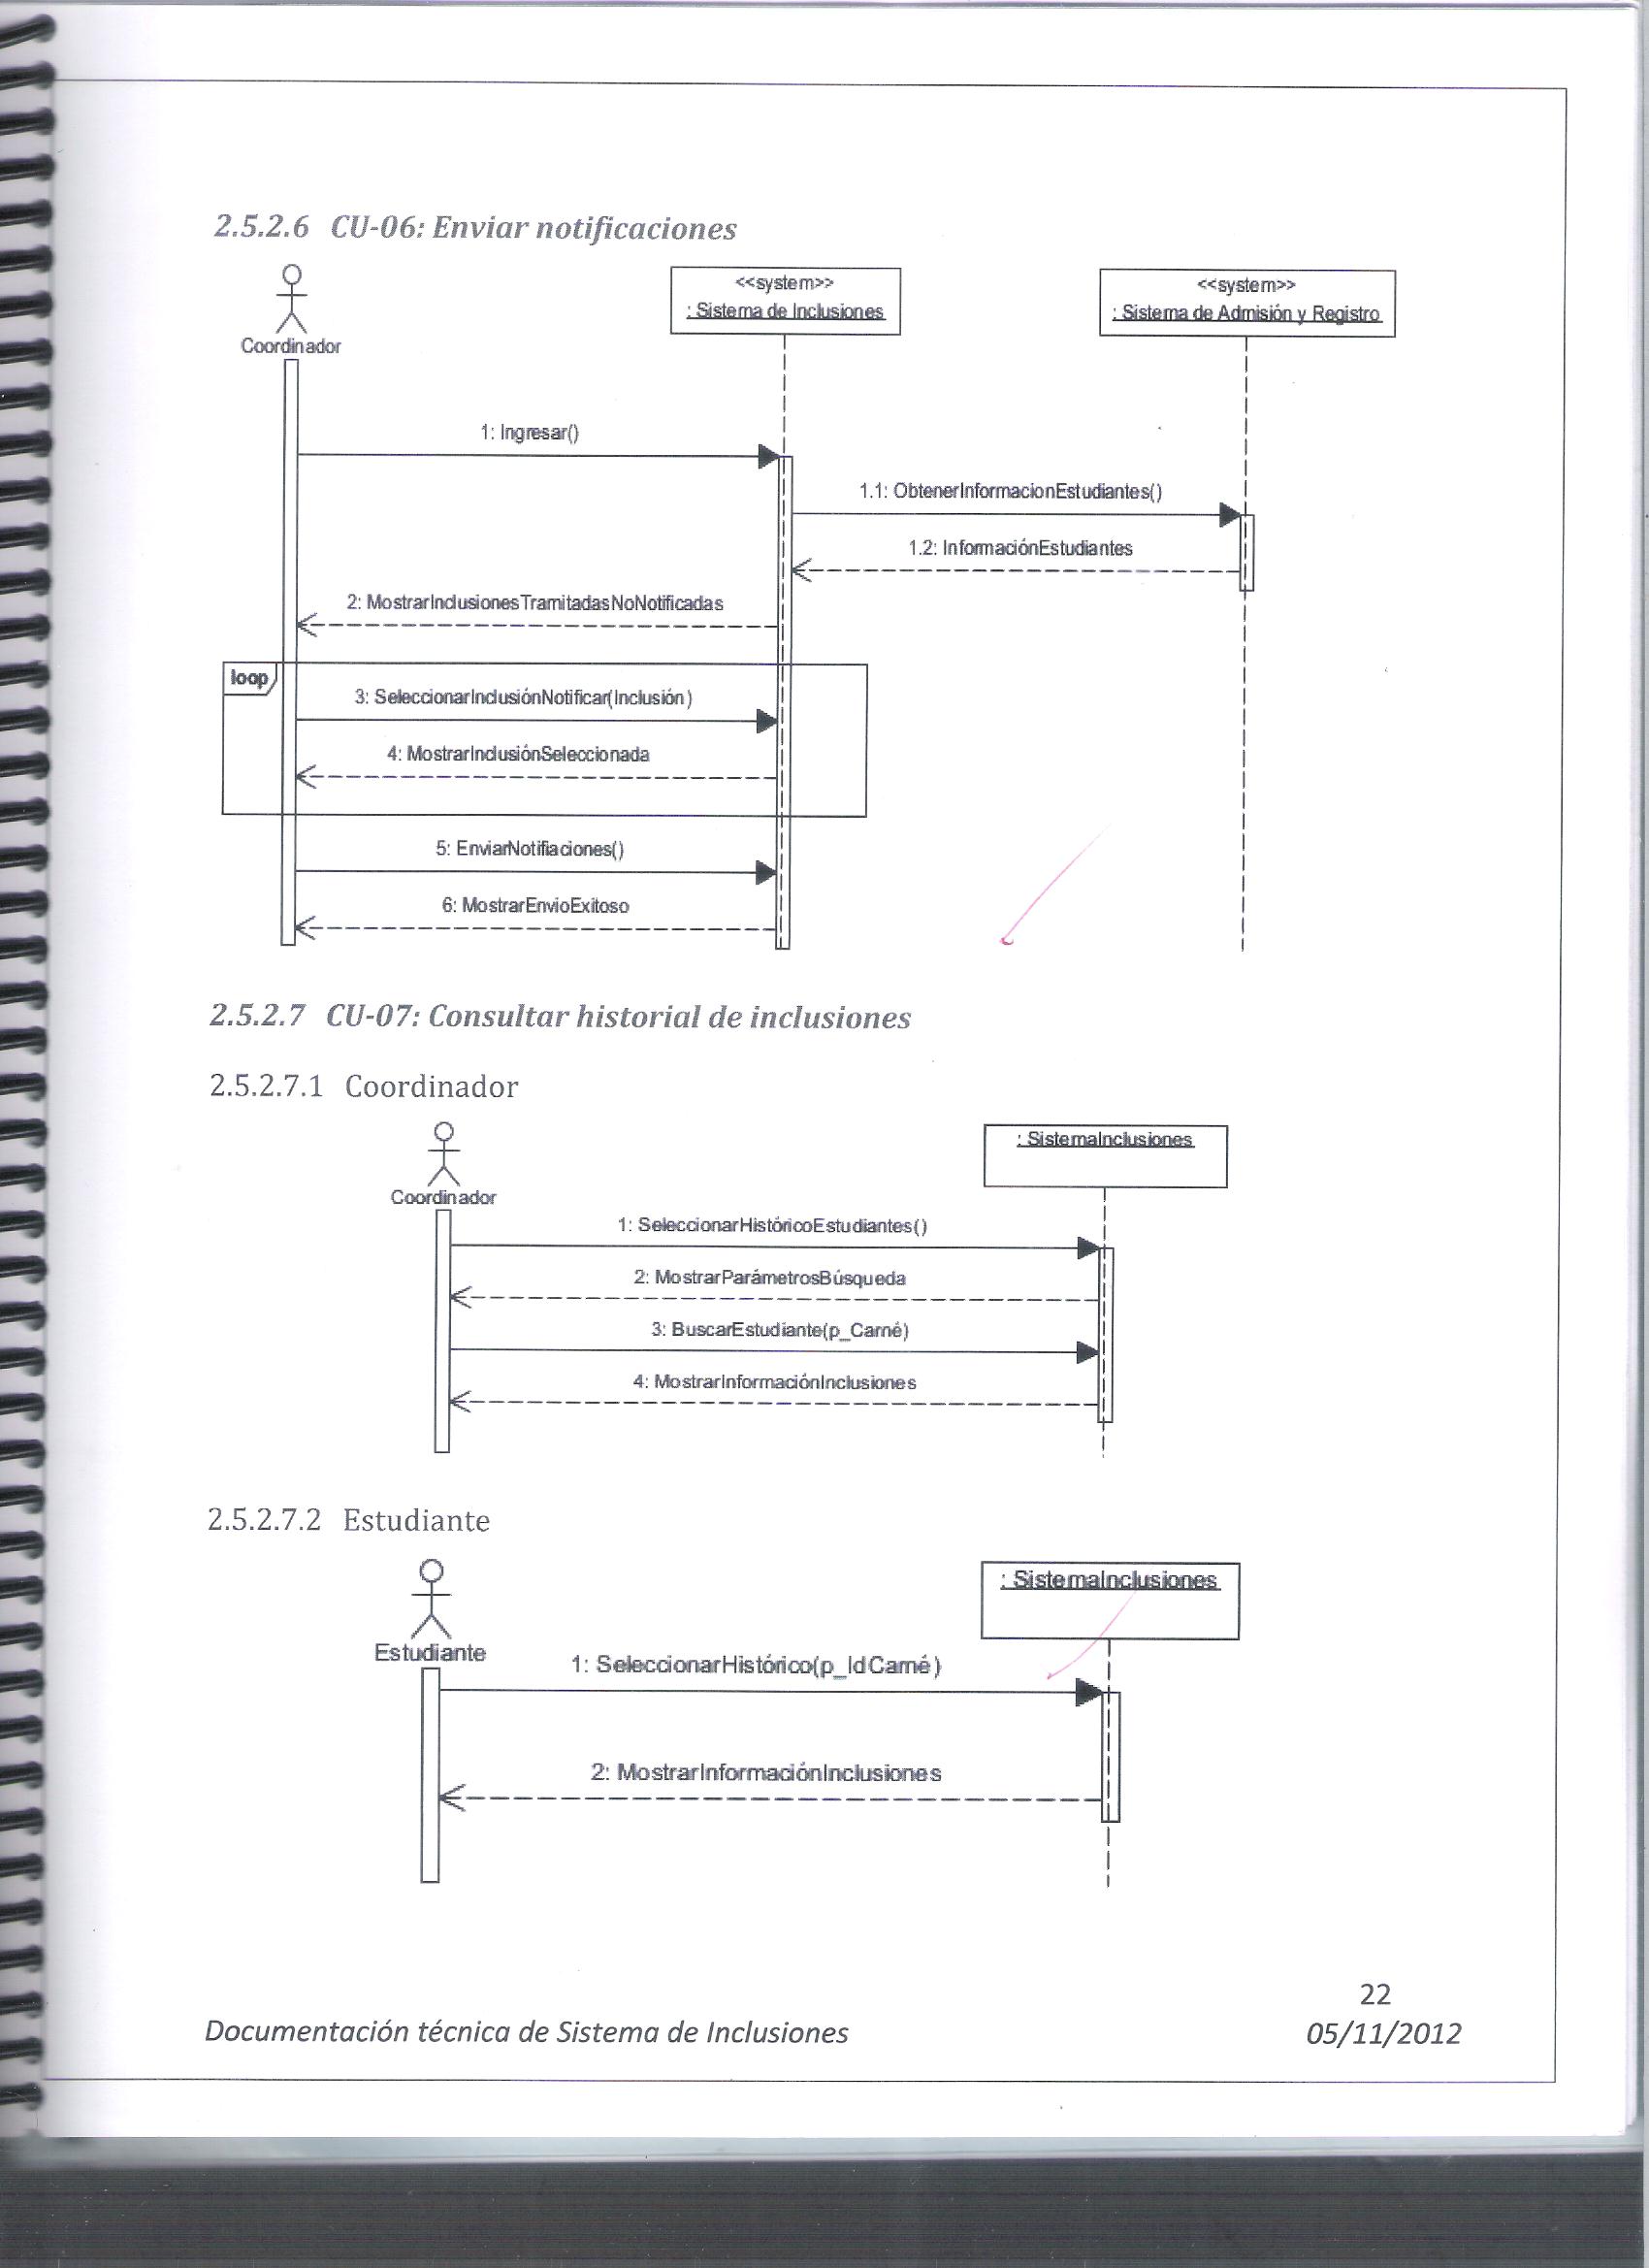 2.5.2.6 CU-06: Enviar notificaciones
<<system>>
: Sistema de Inclusiones
<<system>>
: Sistema de Admisión y Registro
Coordinador
1: Ingresar()
1.1: ObtenerInformacionEstudiantes()
1.2: InformaciónEstudiantes
2: MostrarInclusionesTramitadasNoNotificadas
loop
3: SeleccionarInclusiónNotificar(Inclusión)
4: MostrarInclusiónSeleccionada
5: EnviarNotifiaciones()
6: MostrarEnvioExitoso
2.5.2.7 CU-07: Consultar historial de inclusiones
2.5.2.7.1 Coordinador
: SistemaInclusiones
Coordinador
1: SeleccionarHistóricoEstudiantes()
2: MostrarParámetrosBúsqueda
3: BuscarEstudiante(p_Carné)
4: MostrarInformaciónInclusiones
2.5.2.7.2 Estudiante
: SistemaInclusiones
Estudiante
1: SeleccionarHistórico(p_IdCarné)
2: MostrarInformaciónInclusiones
22
Documentación técnica de Sistema de Inclusiones
05/11/2012